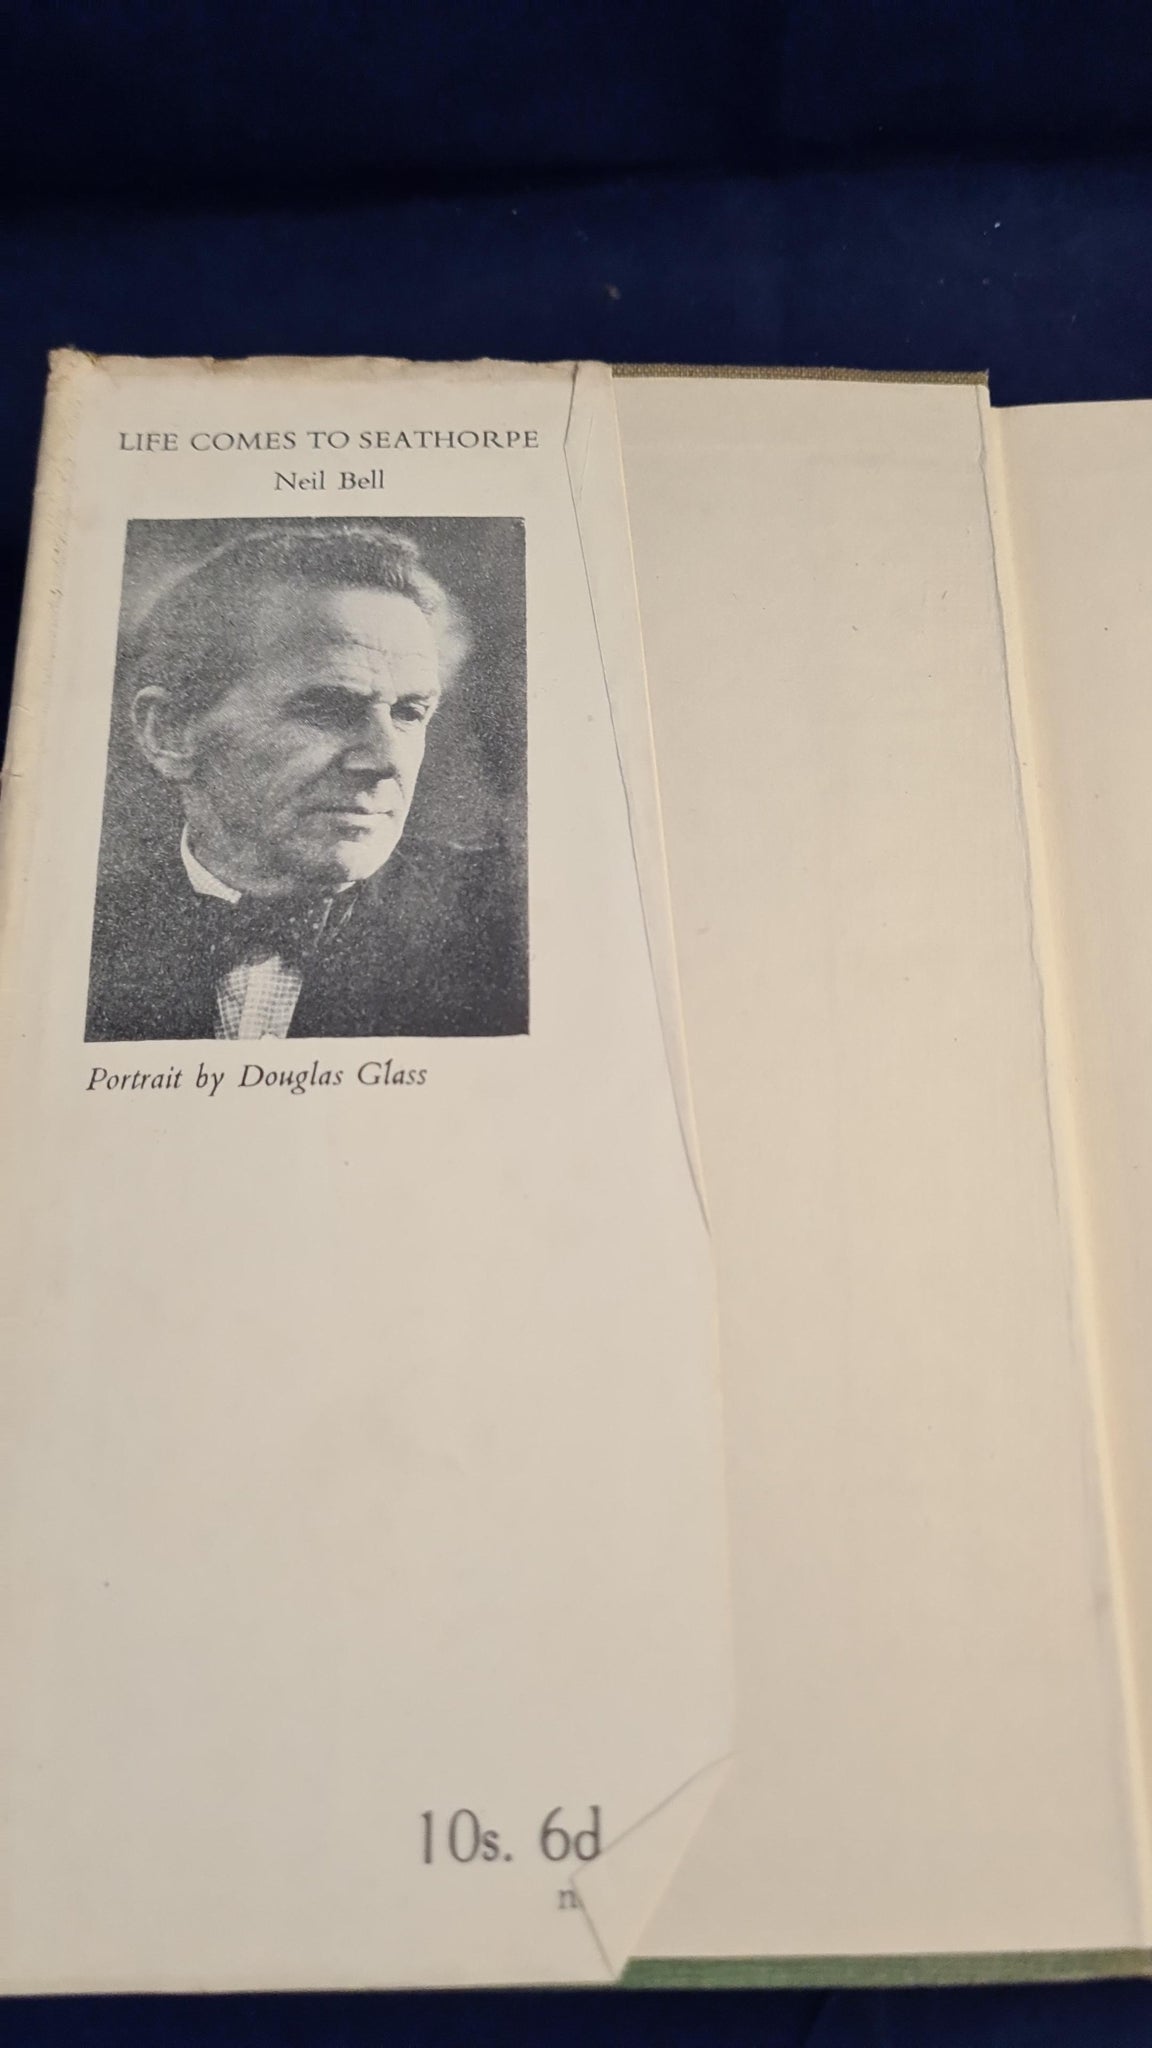 LIFE COMES TO SEATHORPE
Neil Bell
Portrait by Douglas Glass
10s. 6d
n